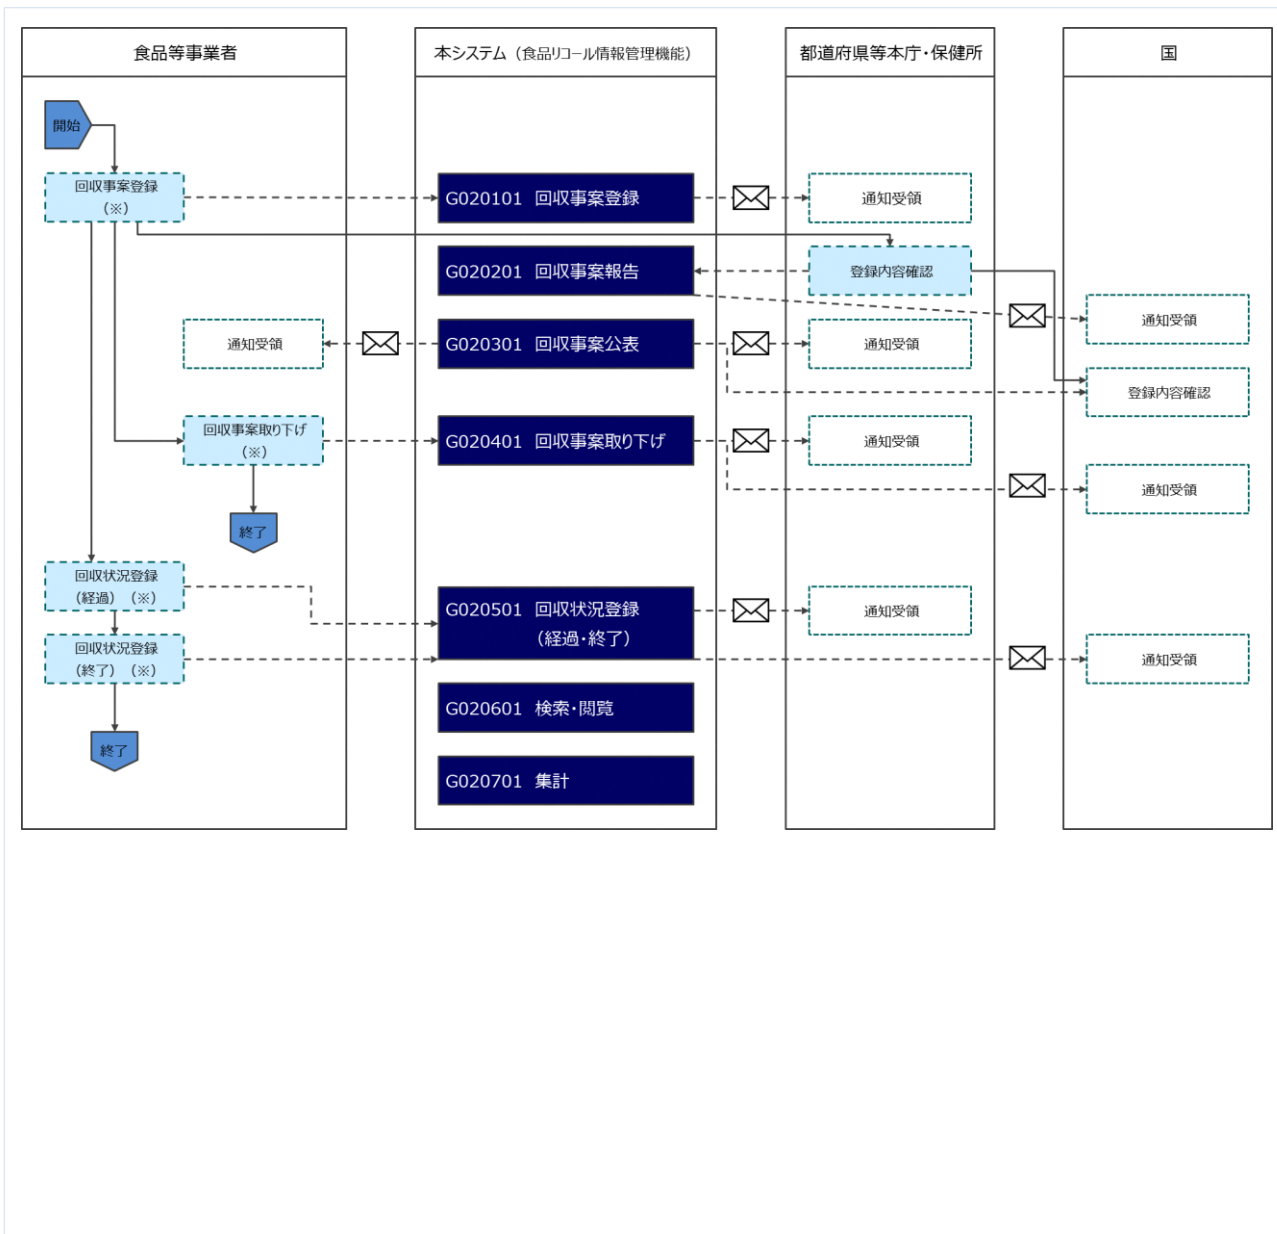 食品等事業者
本システム（食品リコール情報管理機能）
都道府県等本庁・保健所
国
開始
回収事案登録
（※）
G020101 回収事案登録
通知受領
G020201 回収事案報告
登録内容確認
通知受領
通知受領
G020301 回収事案公表
通知受領
登録内容確認
回収事案取り下げ
（※）
G020401 回収事案取り下げ
通知受領
通知受領
終了
回収状況登録
（経過）（※）
G020501 回収状況登録
（経過・終了）
通知受領
回収状況登録
（終了）（※）
通知受領
G020601 検索・閲覧
終了
G020701 集計